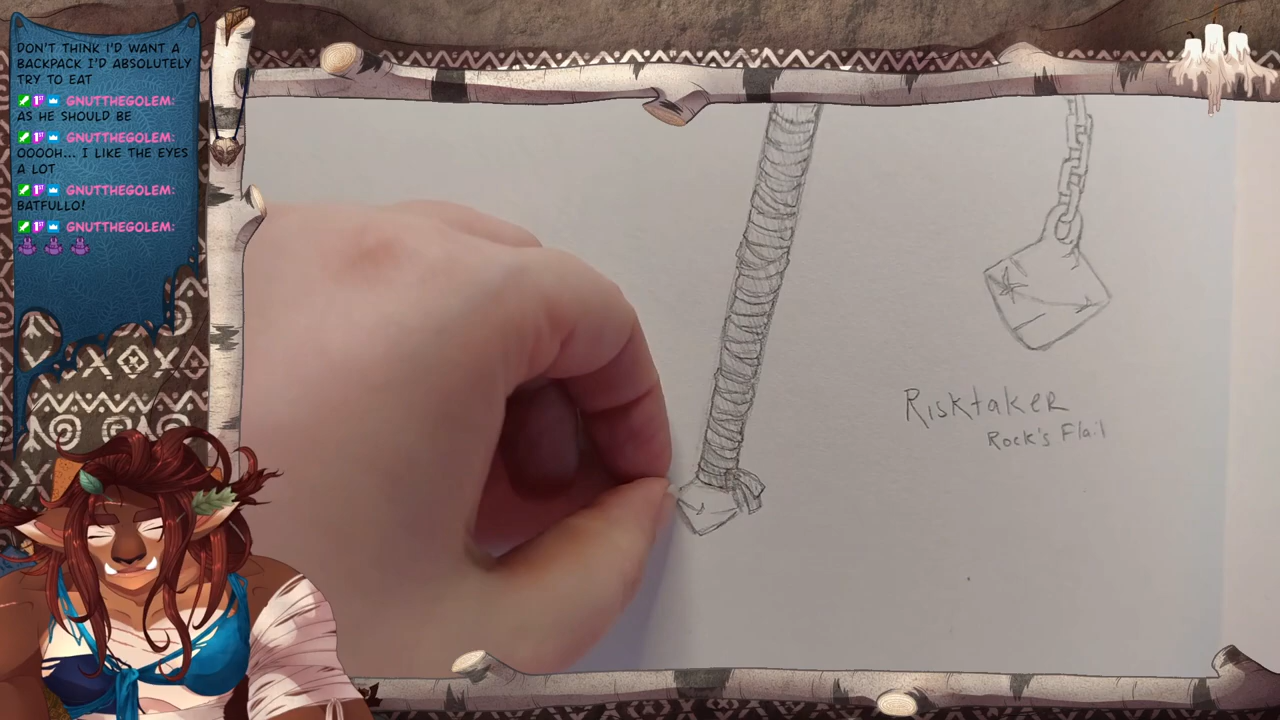 DON'T THINK I'D WANT A
BACKPACK I'D ABSOLUTELY
TRY TO EAT
GNUTTHEGOLEM:
AS HE SHOULD BE
GNUTTHEGOLEM:
OOOOH... I LIKE THE EYES
A LOT
GNUTTHEGOLEM:
BATFULLO!
GNUTTHEGOLEM:
Risktaker
Rock's Flail